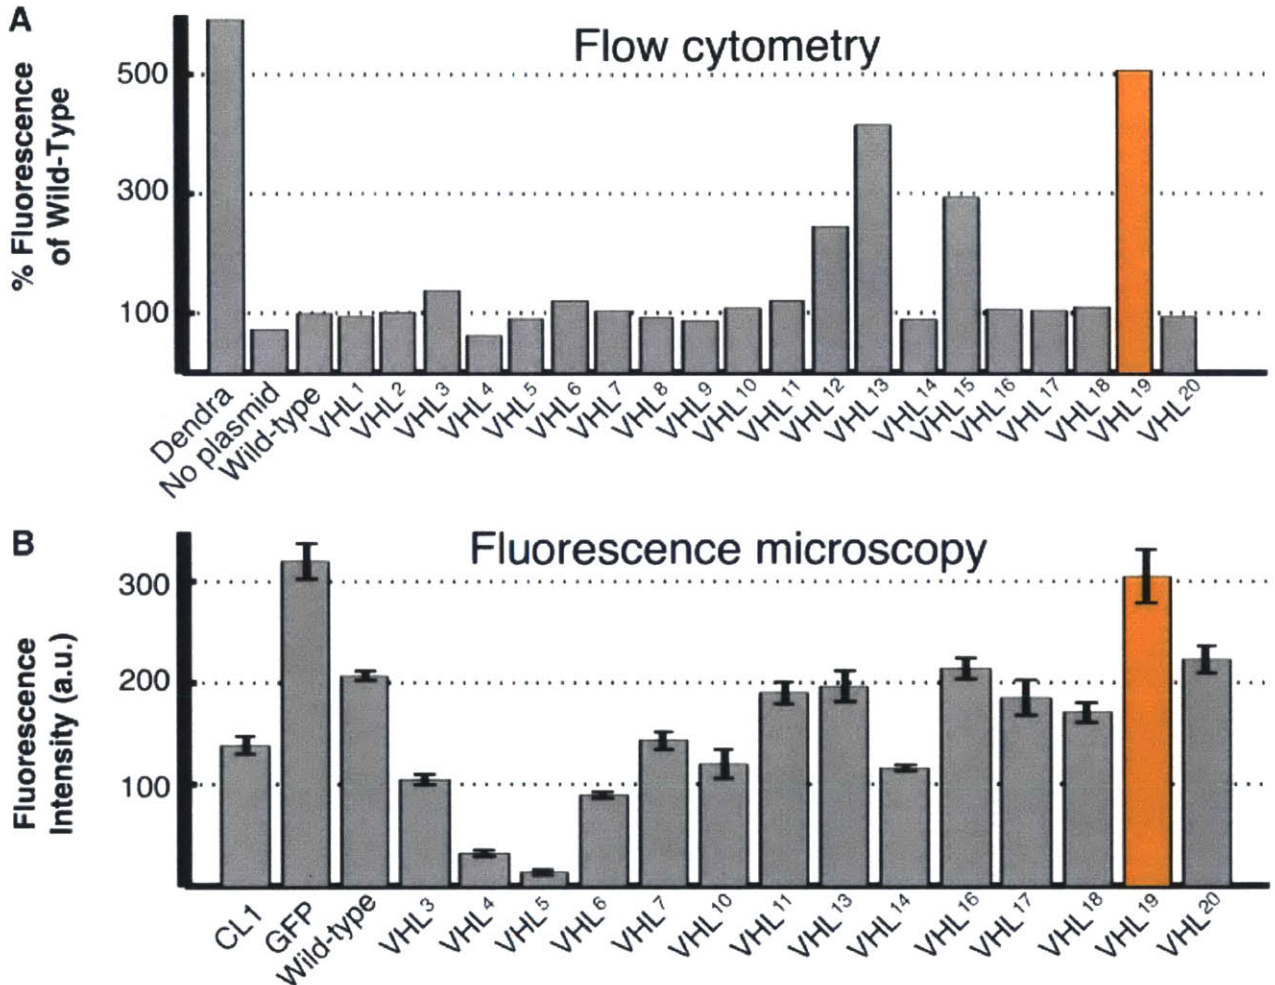 A
Flow cytometry
% Fluorescence
of Wild-Type
500
300
100
Dendra
No plasmid
Wild-type
VHL1
VHL2
VHL3
VHL4
VHL5
VHL6
VHL7
VHL8
VHL9
VHL10
VHL11
VHL12
VHL13
VHL14
VHL15
VHL16
VHL17
VHL18
VHL19
VHL20
B
Fluorescence microscopy
Fluorescence
Intensity (a.u.)
300
200
100
CL1
GFP
Wild-type
VHL3
VHL4
VHL5
VHL6
VHL7
VHL10
VHL11
VHL13
VHL14
VHL16
VHL17
VHL18
VHL19
VHL20